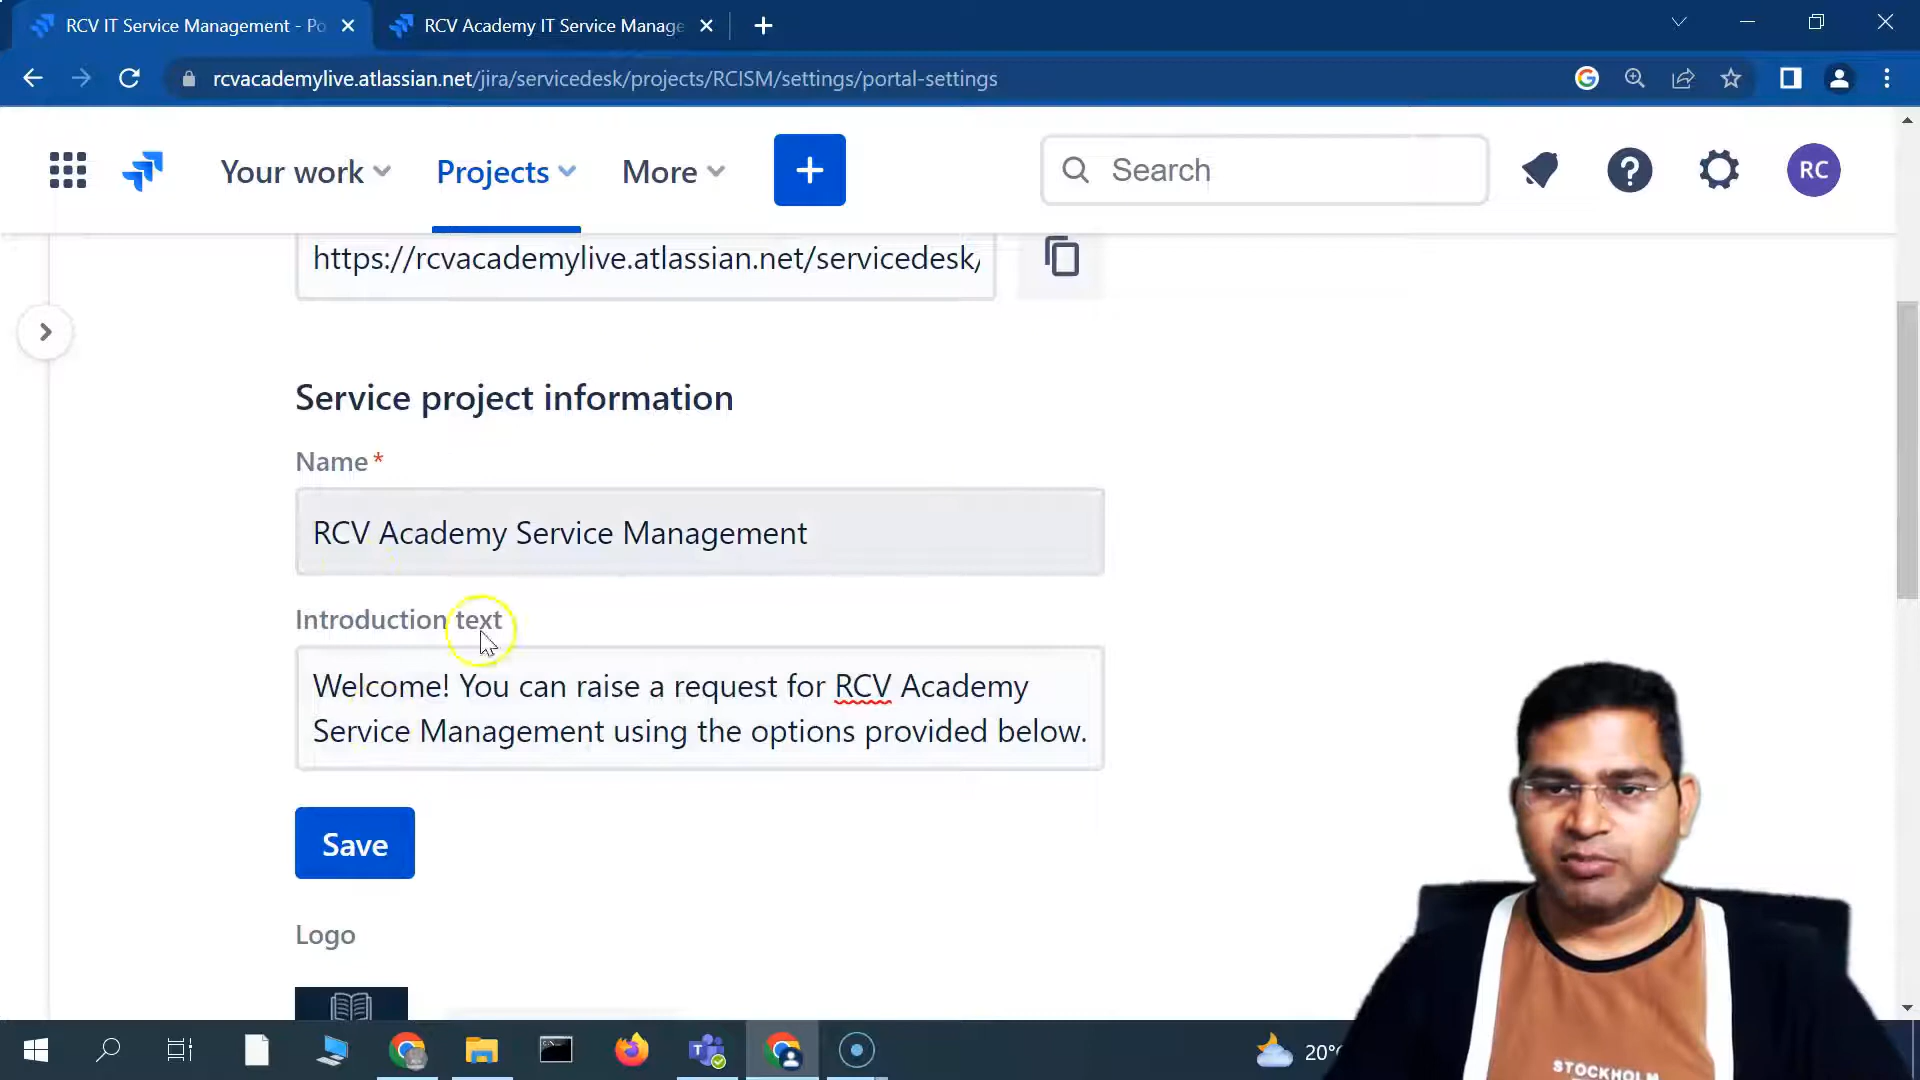 RCV IT Service Management - Po
RCV Academy IT Service Manage
rcvacademylive.atlassian.net/jira/servicedesk/projects/RCISM/settings/portal-settings
Your work
Projects
More
Search
RC
https://rcvacademylive.atlassian.net/servicedesk/
Service project information
Name *
RCV Academy Service Management
Introduction text
Welcome! You can raise a request for RCV Academy
Service Management using the options provided below.
Save
Logo
20°
STOCKHOLM